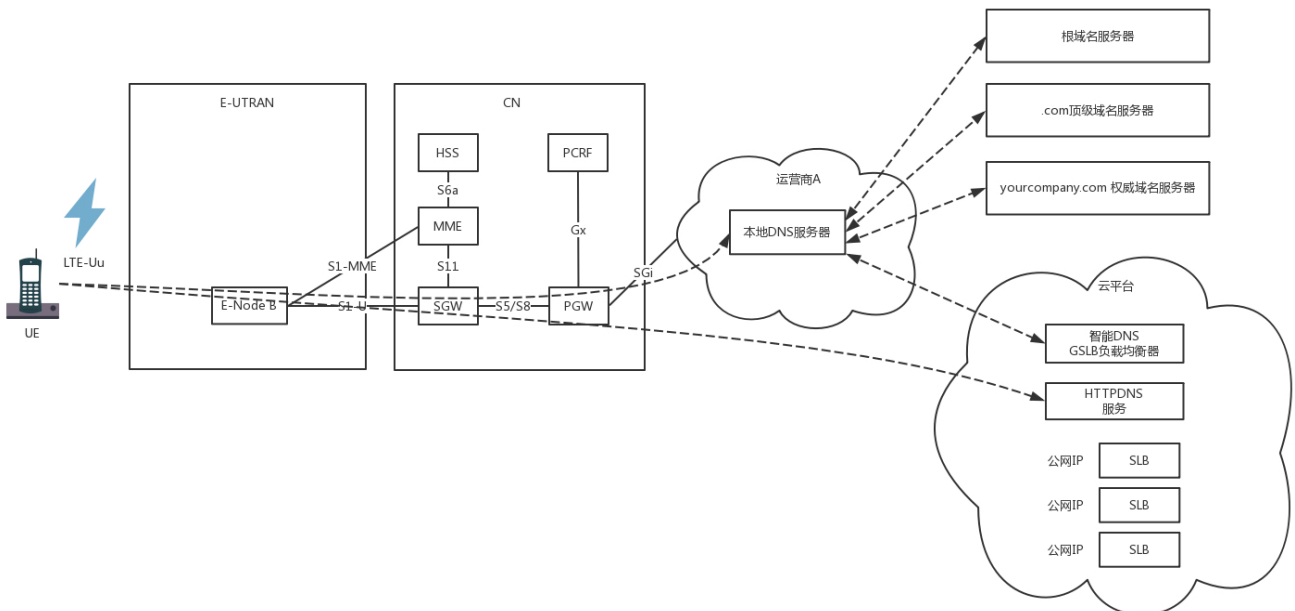 根域名服务器
.com顶级域名服务器
yourcompany.com 权威域名服务器
E-UTRAN
CN
HSS
PCRF
S6a
MME
Gx
S11
S1-MME
LTE-Uu
UE
E-Node B
S1-U
SGW
S5/S8
PGW
SGi
运营商A
本地DNS服务器
云平台
智能DNS
GSLB负载均衡器
HTTPDNS
服务
公网IP SLB
公网IP SLB
公网IP SLB